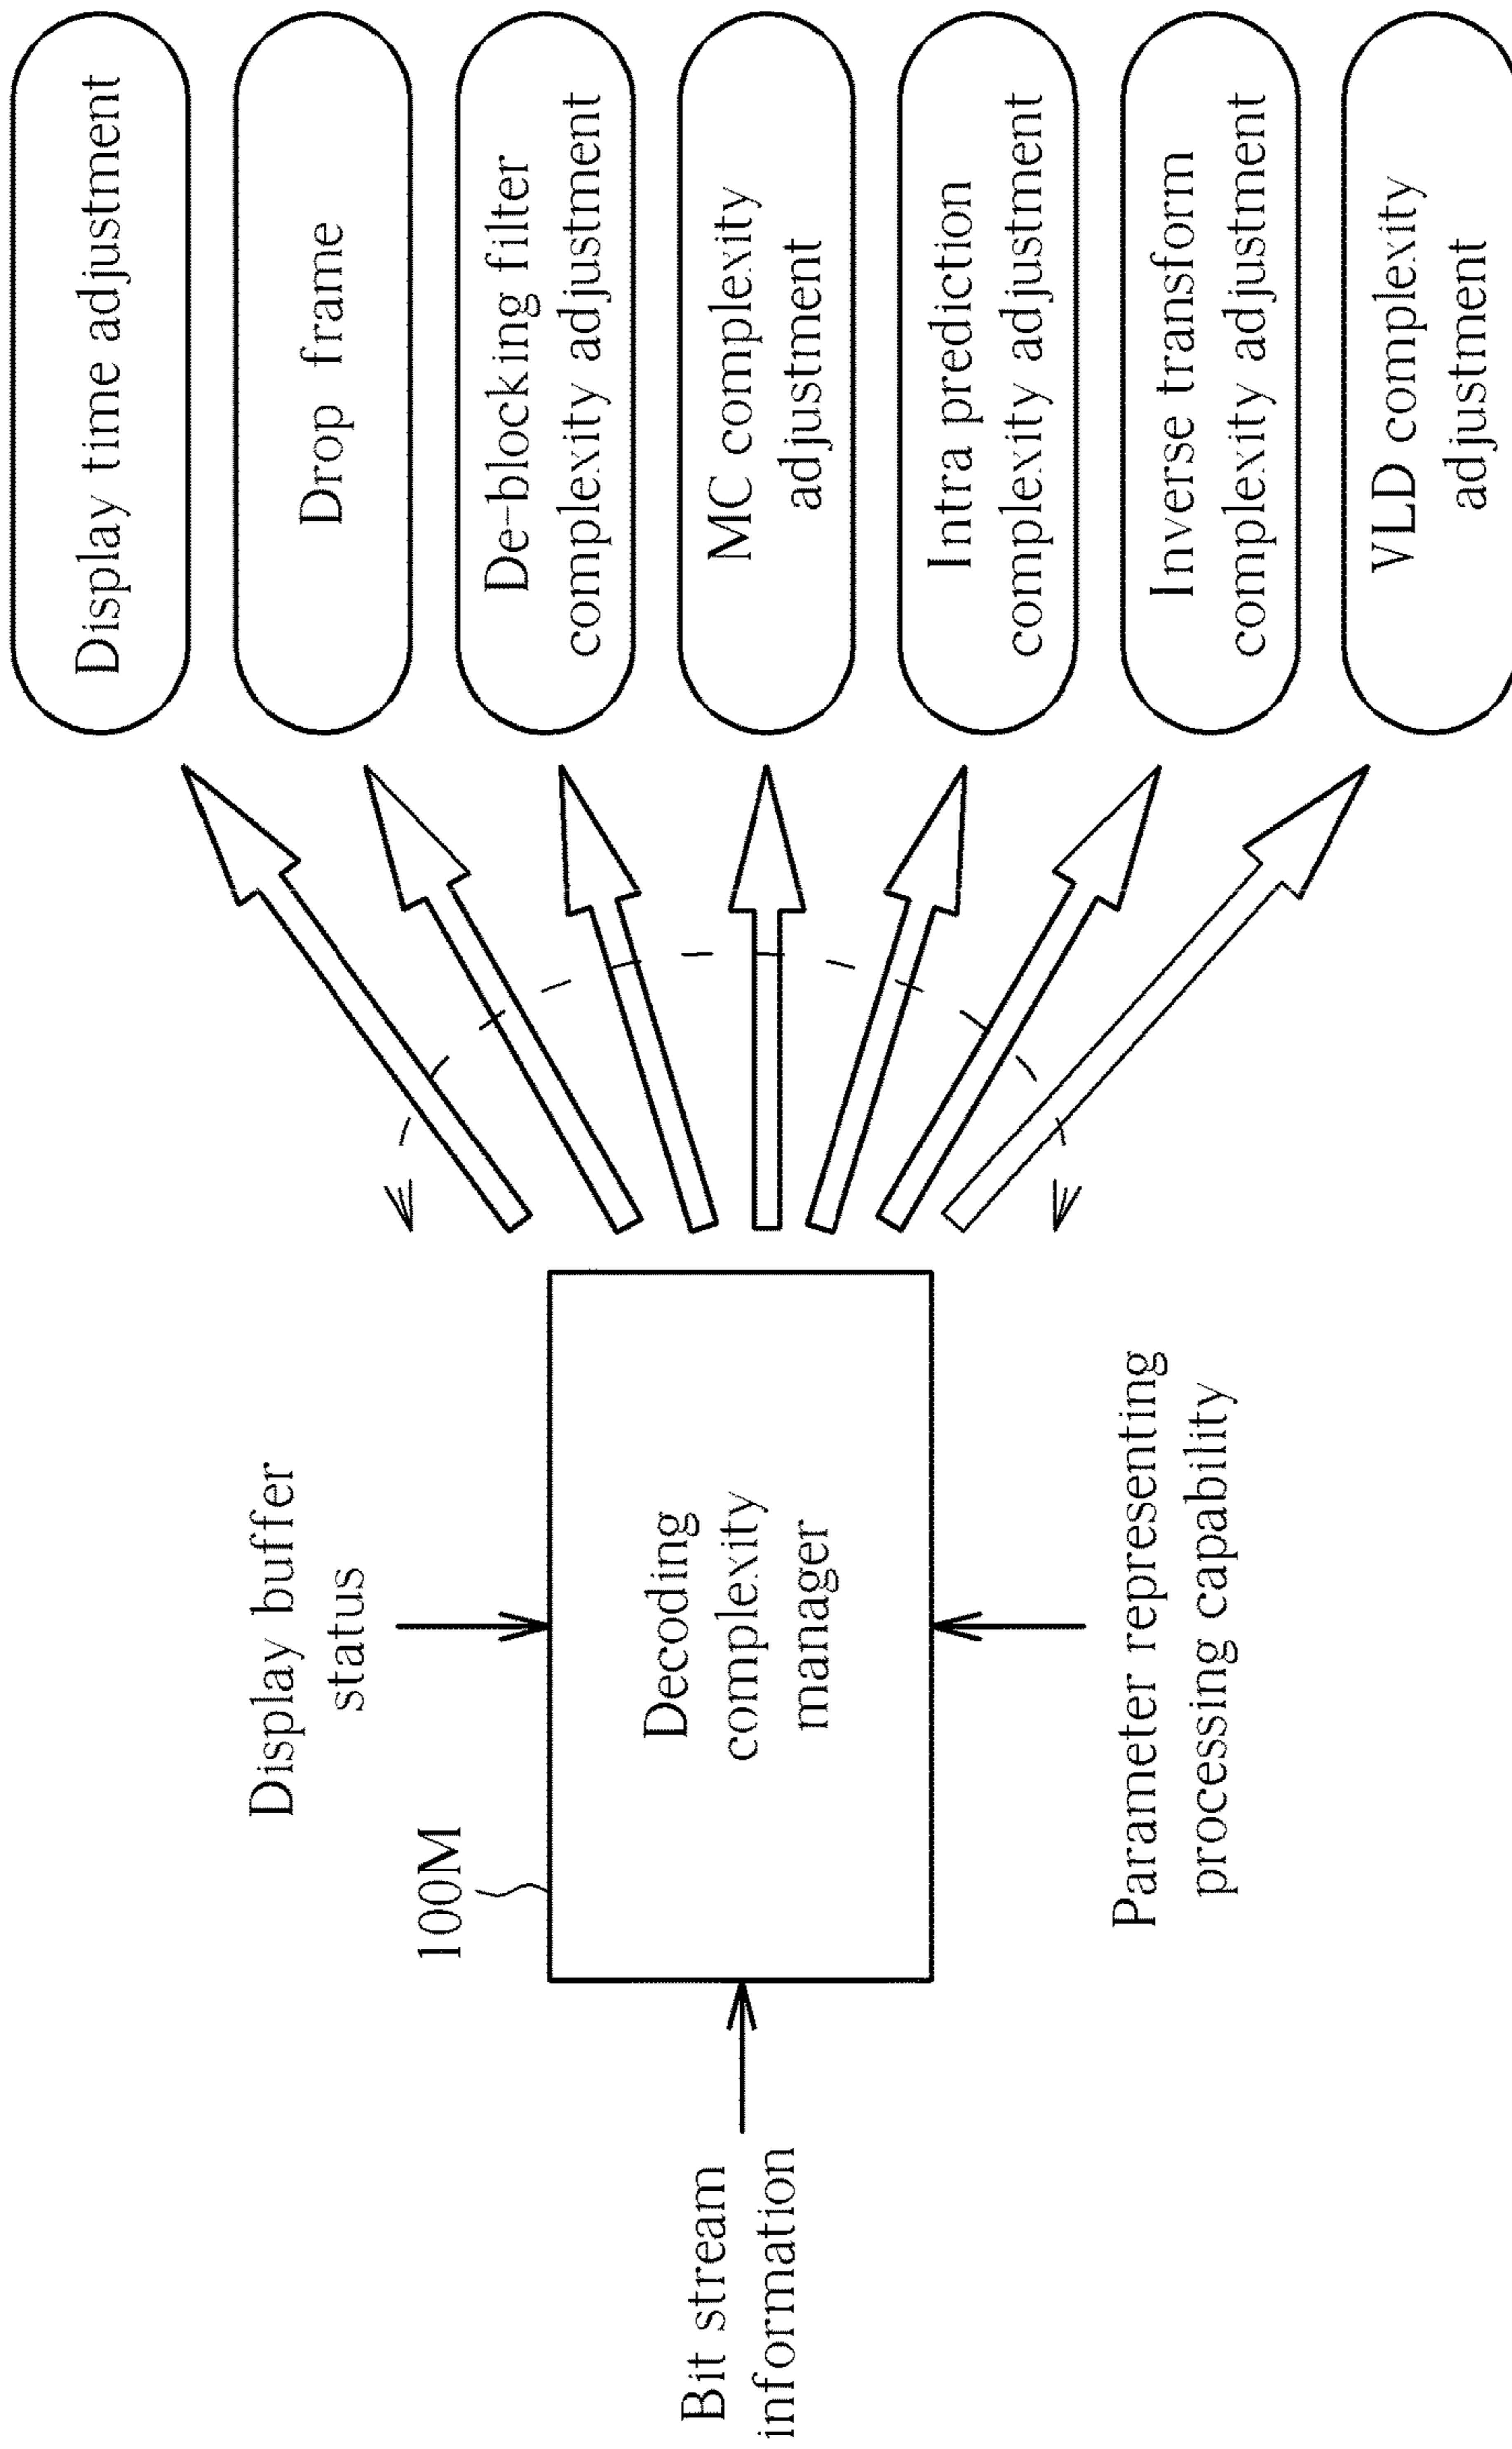 Display time adjustment
Drop frame
De-blocking filter
complexity adjustment
MC complexity
adjustment
Intra prediction
complexity adjustment
Inverse transform
complexity adjustment
VLD complexity
adjustment
Display buffer
status
100M
Decoding
complexity
manager
Parameter representing
processing capability
Bit stream
information